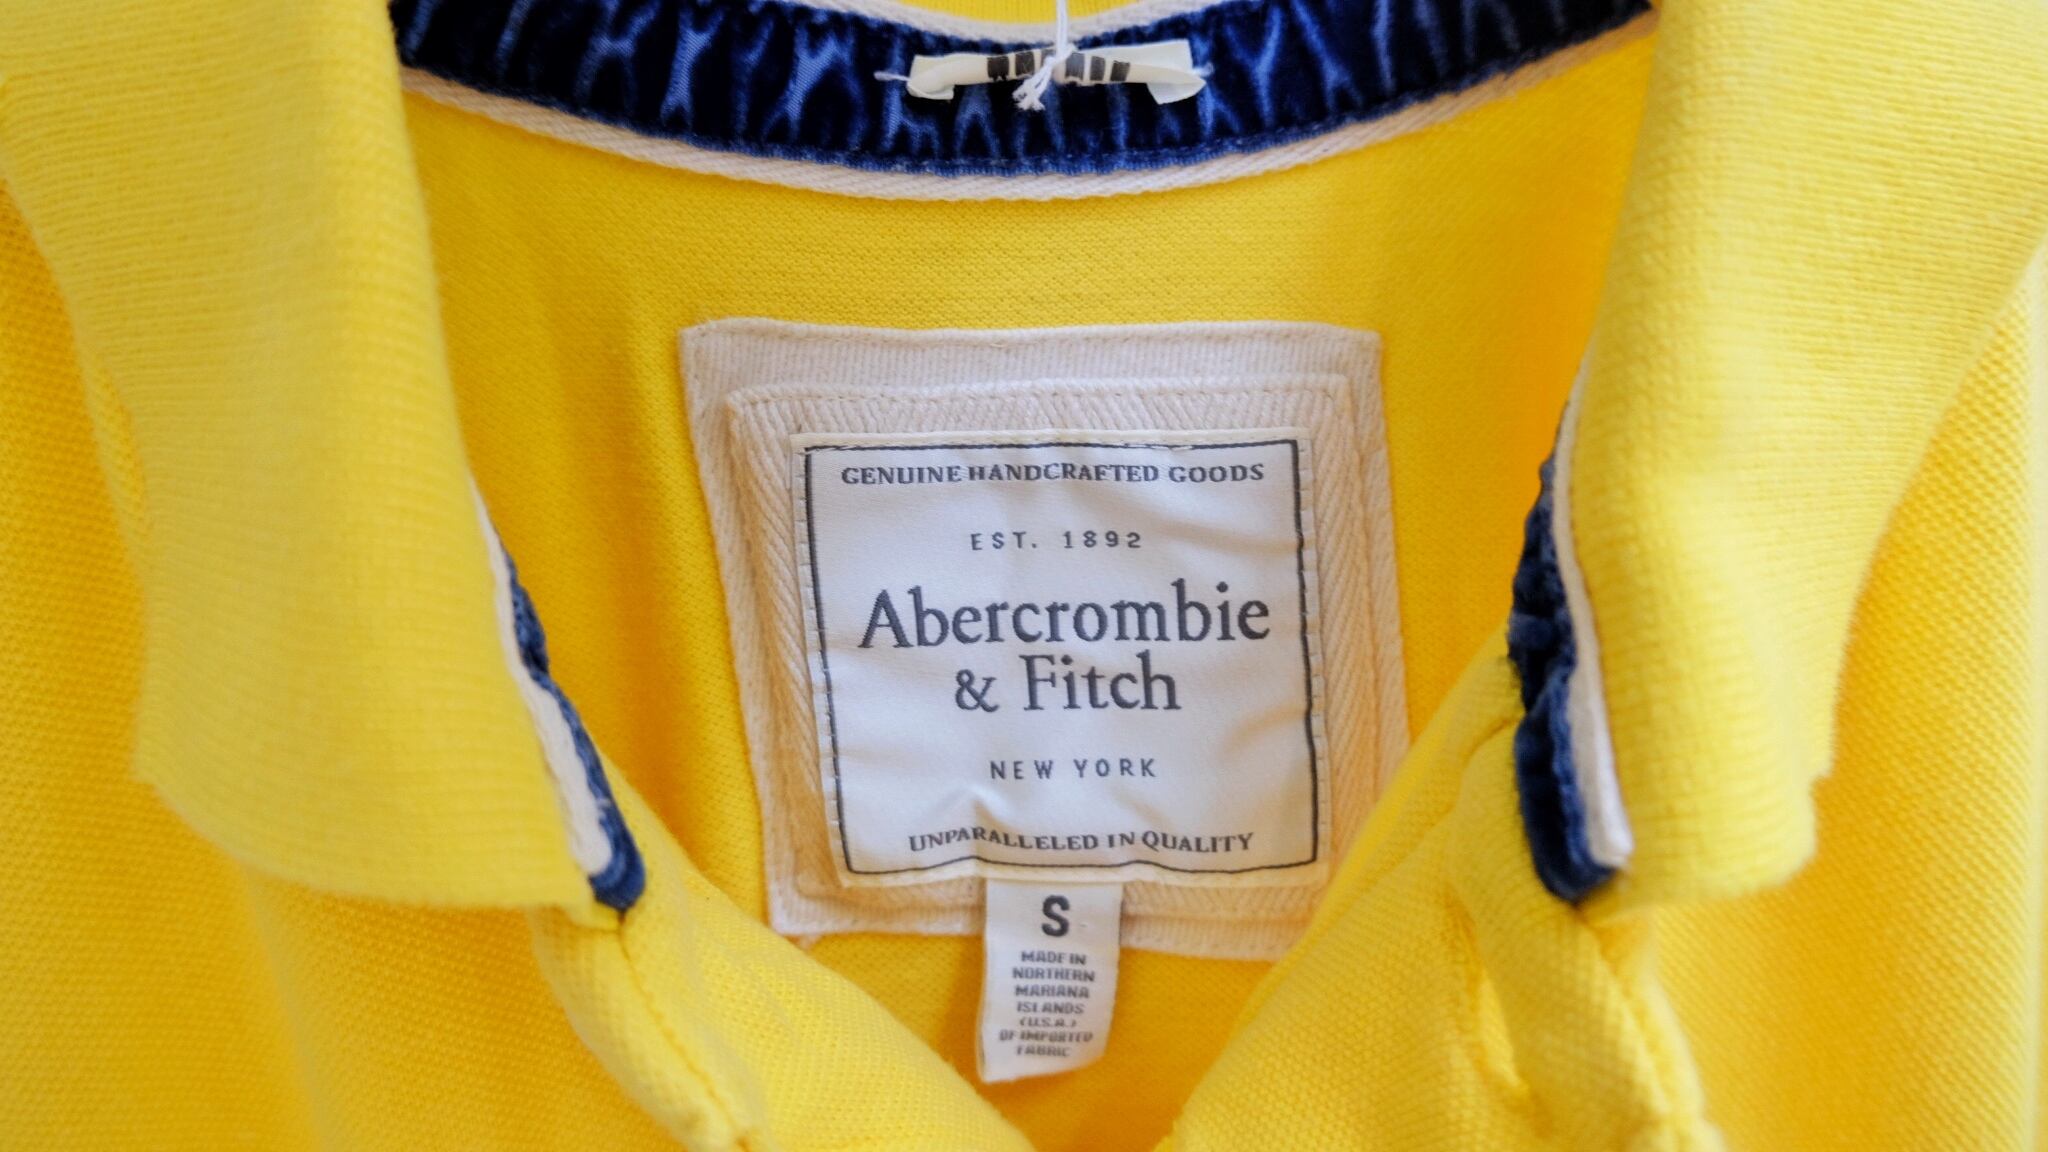 GENUINE HANDCRAFTED GOODS
EST. 1892
Abercrombie
& Fitch
NEW YORK
UNPARALLELED IN QUALITY
S
MADE IN
NORTHERN
MARIANA
ISLANDS
(U.S.A.)
OF IMPORTED
FABRIC